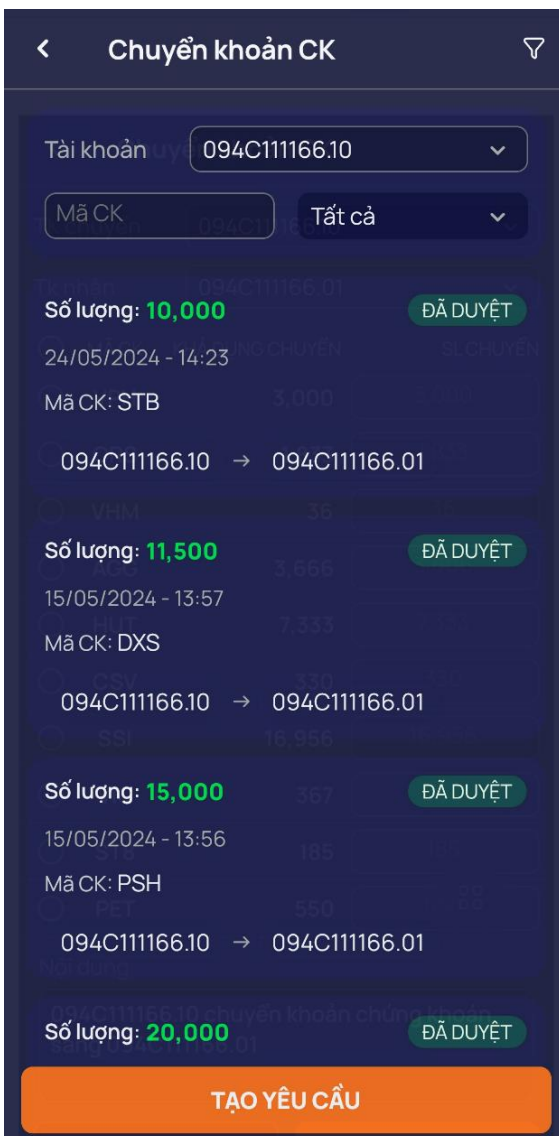 Chuyển khoản CK
Tài khoản 094C111166.10
Mã CK Tất cả
Số lượng: 10,000 ĐÃ DUYỆT
24/05/2024 - 14:23
Mã CK: STB
094C111166.10 → 094C111166.01
Số lượng: 11,500 ĐÃ DUYỆT
15/05/2024 - 13:57
Mã CK: DXS
094C111166.10 → 094C111166.01
Số lượng: 15,000 ĐÃ DUYỆT
15/05/2024 - 13:56
Mã CK: PSH
094C111166.10 → 094C111166.01
Số lượng: 20,000 ĐÃ DUYỆT
TẠO YÊU CẦU